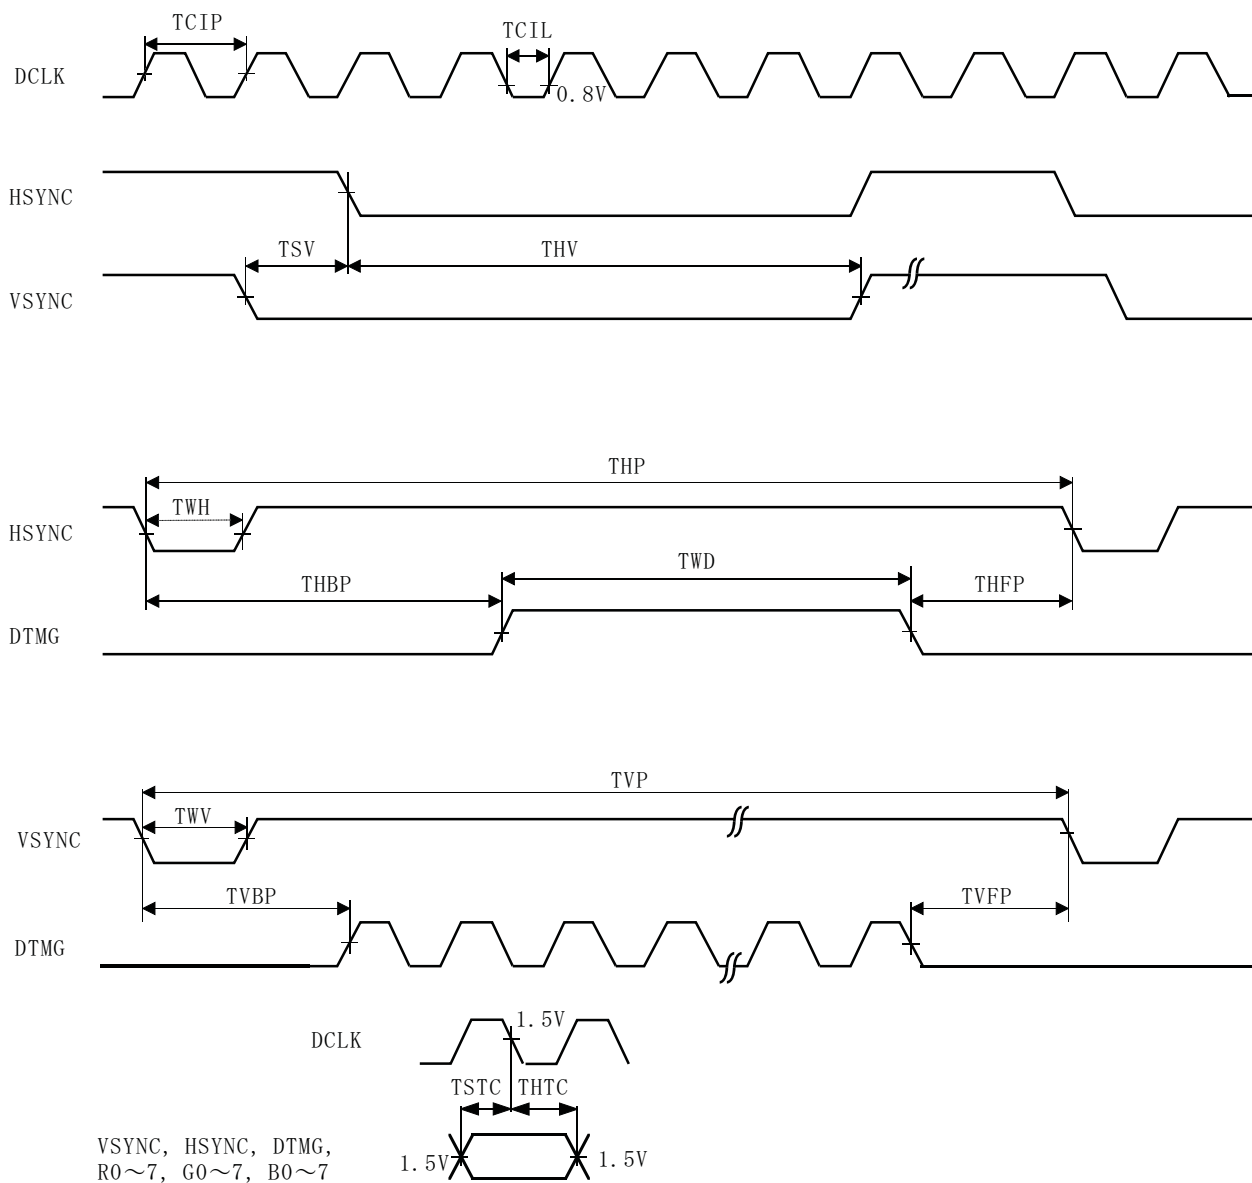 TCIP
TCIL
DCLK
0.8V
HSYNC
TSV
THV
VSYNC
THP
TWH
HSYNC
TWD
THBP
THFP
DTMG
TVP
TWV
VSYNC
TVBP
TVFP
DTMG
1.5V
DCLK
TSTC THTC
VSYNC, HSYNC, DTMG,
R0～7, G0～7, B0～7
1.5V
1.5V